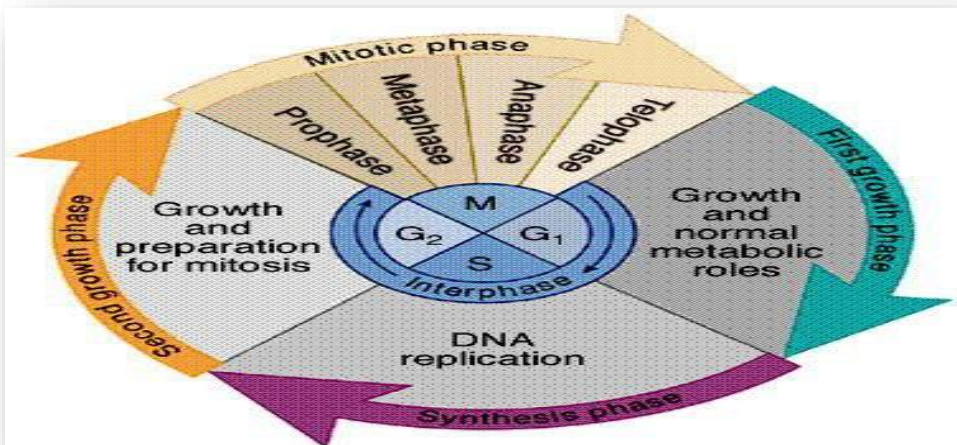 Mitotic phase
Prophase
Metaphase
Anaphase
Telophase
First growth phase
Growth
and
normal
metabolic
roles
Growth
and
preparation
for mitosis
Second growth phase
M
G₂
G₁
S
Interphase
DNA
replication
Synthesis phase